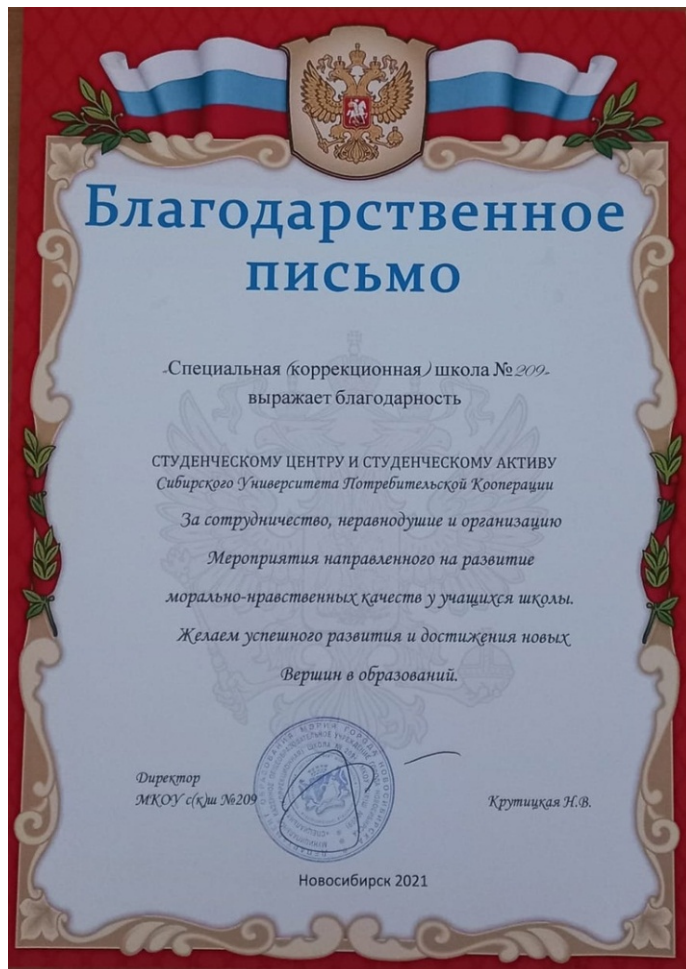 Благодарственное
письмо
«Специальная (коррекционная) школа №209»
выражает благодарность
СТУДЕНЧЕСКОМУ ЦЕНТРУ И СТУДЕНЧЕСКОМУ АКТИВУ
Сибирского Университета Потребительской Кооперации
За сотрудничество, неравнодушие и организацию
Мероприятия направленного на развитие
морально-нравственных качеств у учащихся школы.
Желаем успешного развития и достижения новых
Вершин в образований.
Директор
МКОУ с(к)ш №209
Крутицкая Н.В.
Новосибирск 2021